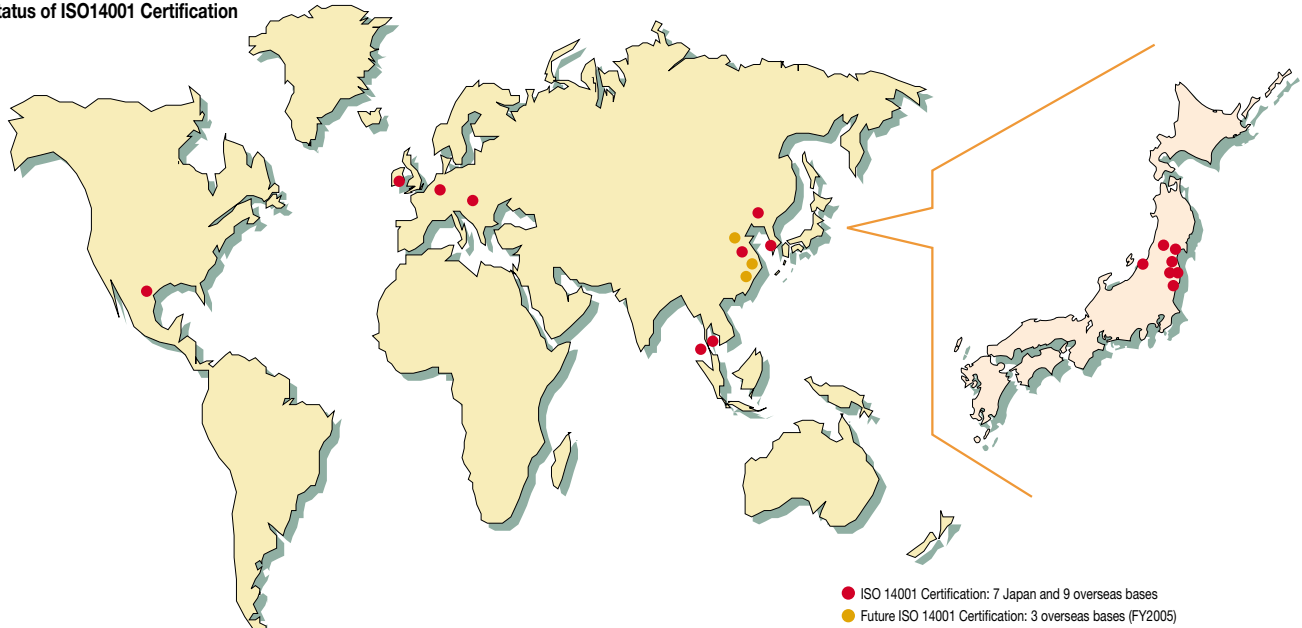 tatus of ISO14001 Certification
ISO 14001 Certification: 7 Japan and 9 overseas bases
Future ISO 14001 Certification: 3 overseas bases (FY2005)